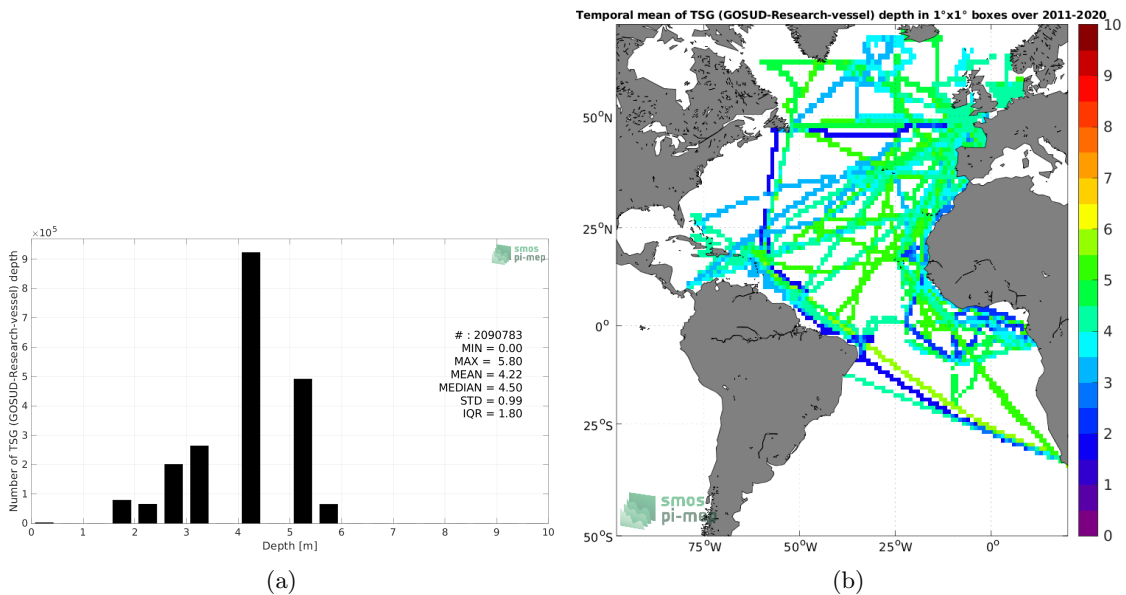 ×10⁵
9
8
7
6
5
4
3
2
1
0
Number of TSG (GOSUD-Research-vessel) depth
smos
pi-mep
# : 2090783
MIN = 0.00
MAX = 5.80
MEAN = 4.22
MEDIAN = 4.50
STD = 0.99
IQR = 1.80
0 1 2 3 4 5 6 7 8 9 10
Depth [m]
(a)
Temporal mean of TSG (GOSUD-Research-vessel) depth in 1°x1° boxes over 2011-2020
50°N
25°N
0°
25°S
50°S
75°W 50°W 25°W 0°
smos
pi-mep
10
9
8
7
6
5
4
3
2
1
0
(b)